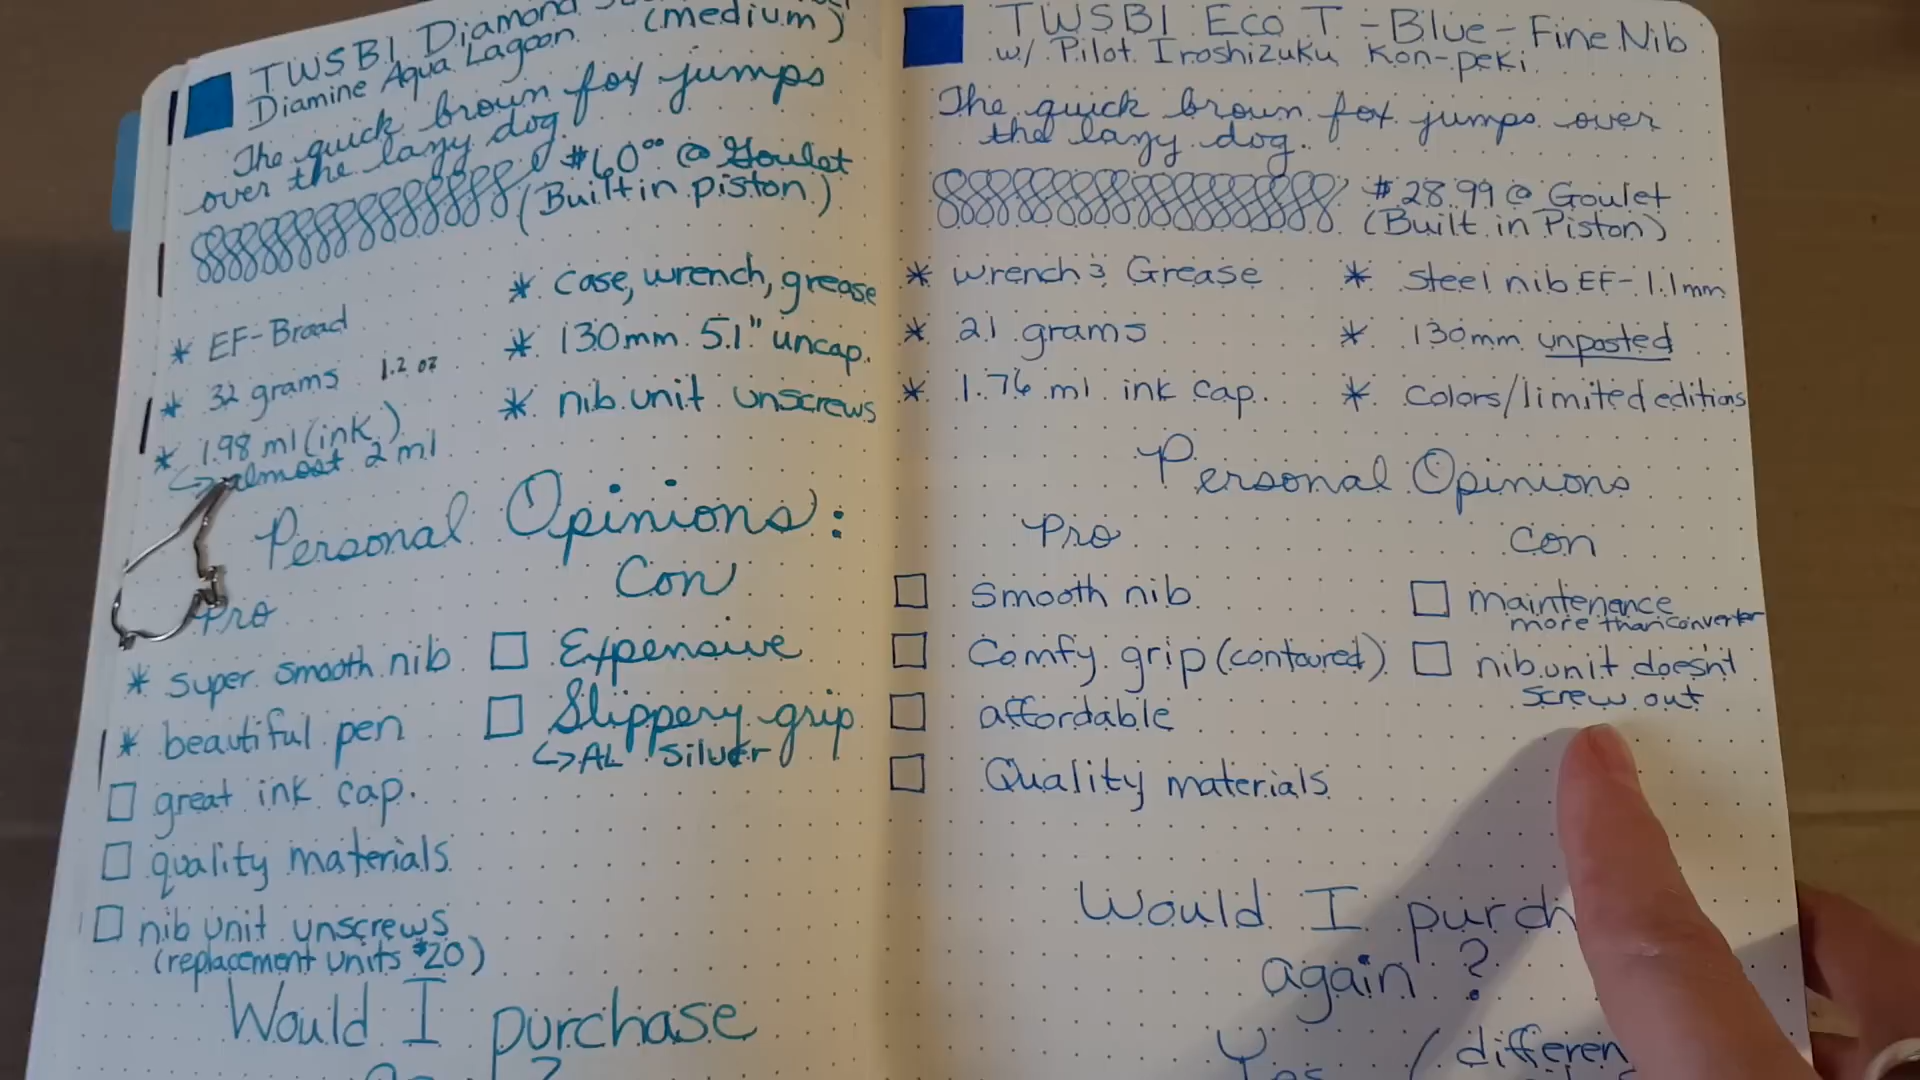 TWSBI Diamond
(medium)
Diamine Aqua Lagoon
The quick brown fox jumps
over the lazy dog.
$60.00 @ Goulet
(Built in piston)
* case, wrench, grease
* EF-Broad
* 130mm 5.1" uncap.
* 32 grams 1.2 oz
* nib unit unscrews
* 1.98 ml (ink)
↳ almost 2 ml
Personal Opinions:
Pro
Con
* super smooth nib
* beautiful pen
great ink cap.
quality materials
nib unit unscrews
(replacement units $20)
Expensive
Slippery grip
↳ AL Silver
Would I purchase
?
TWSBI Eco T - Blue - Fine Nib
w/ Pilot Iroshizuku Kon-peki
The quick brown fox jumps over
the lazy dog.
$28.99 @ Goulet
(Built in Piston)
* wrench & Grease
* steel nib EF-1.1mm
* 21 grams
* 130mm unposted
* 1.76 ml ink cap.
* colors/limited editions
Personal Opinions
Pro
Con
smooth nib
Comfy grip (contoured)
affordable
Quality materials
maintenence
more than converter
nib unit doesn't
screw out
Would I purch
again?
Yes (differen